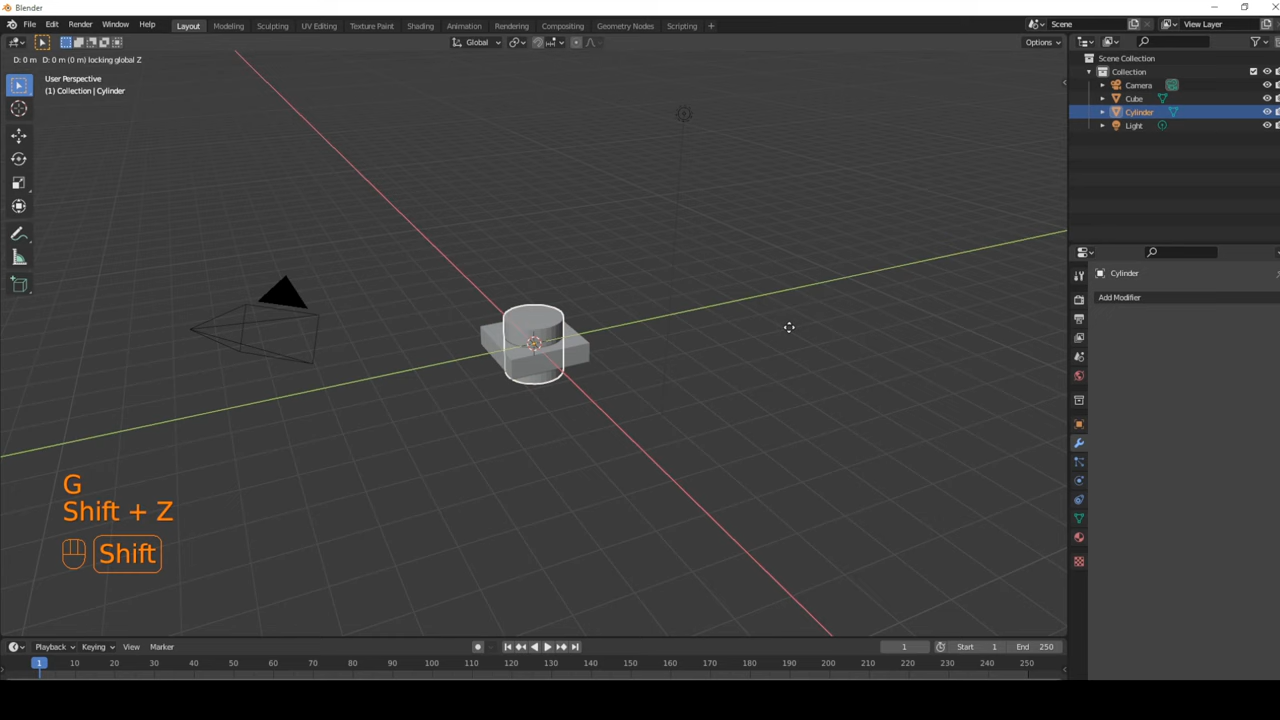 Blender
File Edit Render Window Help Layout Modeling Sculpting UV Editing Texture Paint Shading Animation Rendering Compositing Geometry Nodes Scripting + Scene View Layer
Global Options
D: 0 m D: 0 m (0 m) locking global Z
User Perspective
(1) Collection | Cylinder
Scene Collection
Collection
Camera
Cube
Cylinder
Light
Cylinder
Add Modifier
G
Shift + Z
Shift
Playback Keying View Marker 1 Start 1 End 250
1 10 20 30 40 50 60 70 80 90 100 110 120 130 140 150 160 170 180 190 200 210 220 230 240 250